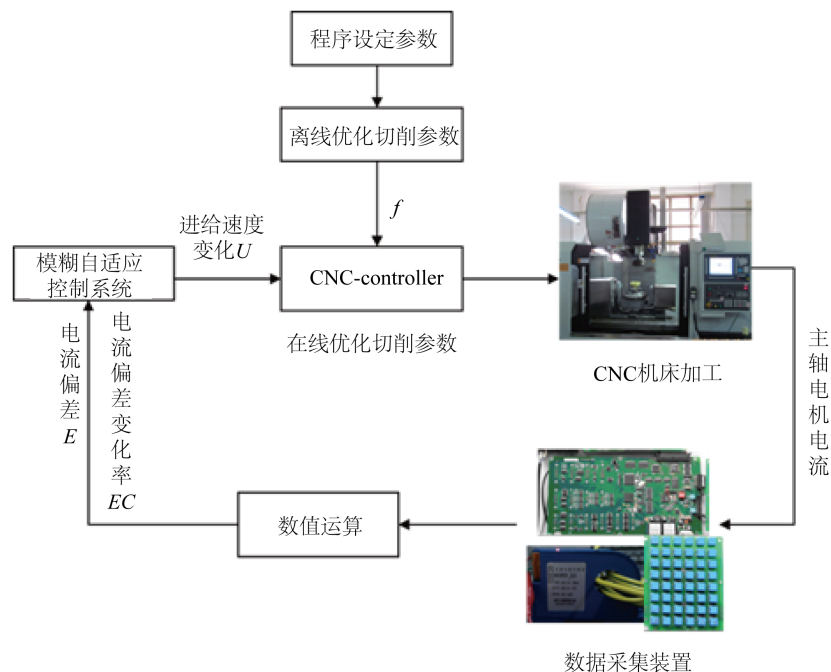 程序设定参数
离线优化切削参数
f
进给速度
变化U
模糊自适应
控制系统
CNC-controller
在线优化切削参数
CNC机床加工
主轴电机电流
电流偏差E
电流偏差变化率EC
数值运算
数据采集装置